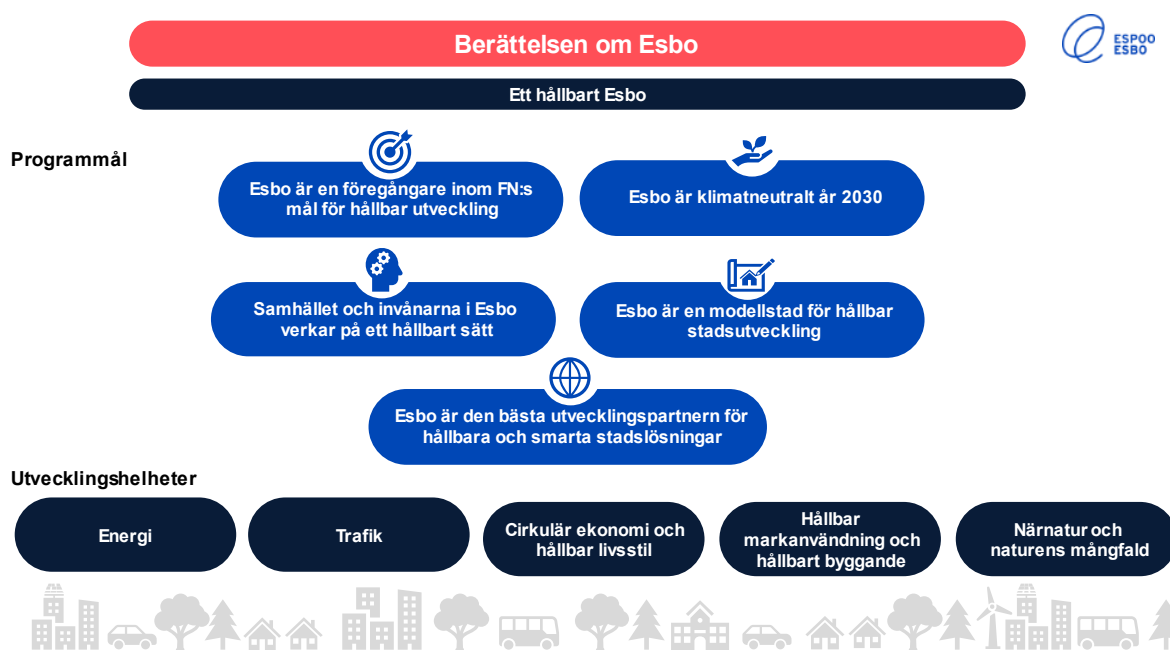 Berättelsen om Esbo
ESPOO
ESBO
Ett hållbart Esbo
Programmål
Esbo är en föregångare inom FN:s
mål för hållbar utveckling
Esbo är klimatneutralt år 2030
Samhället och invånarna i Esbo
verkar på ett hållbart sätt
Esbo är en modellstad för hållbar
stadsutveckling
Esbo är den bästa utvecklingspartnern för
hållbara och smarta stadslösningar
Utvecklingshelheter
Energi
Trafik
Cirkulär ekonomi och
hållbar livsstil
Hållbar
markanvändning och
hållbart byggande
Närnatur och
naturens mångfald